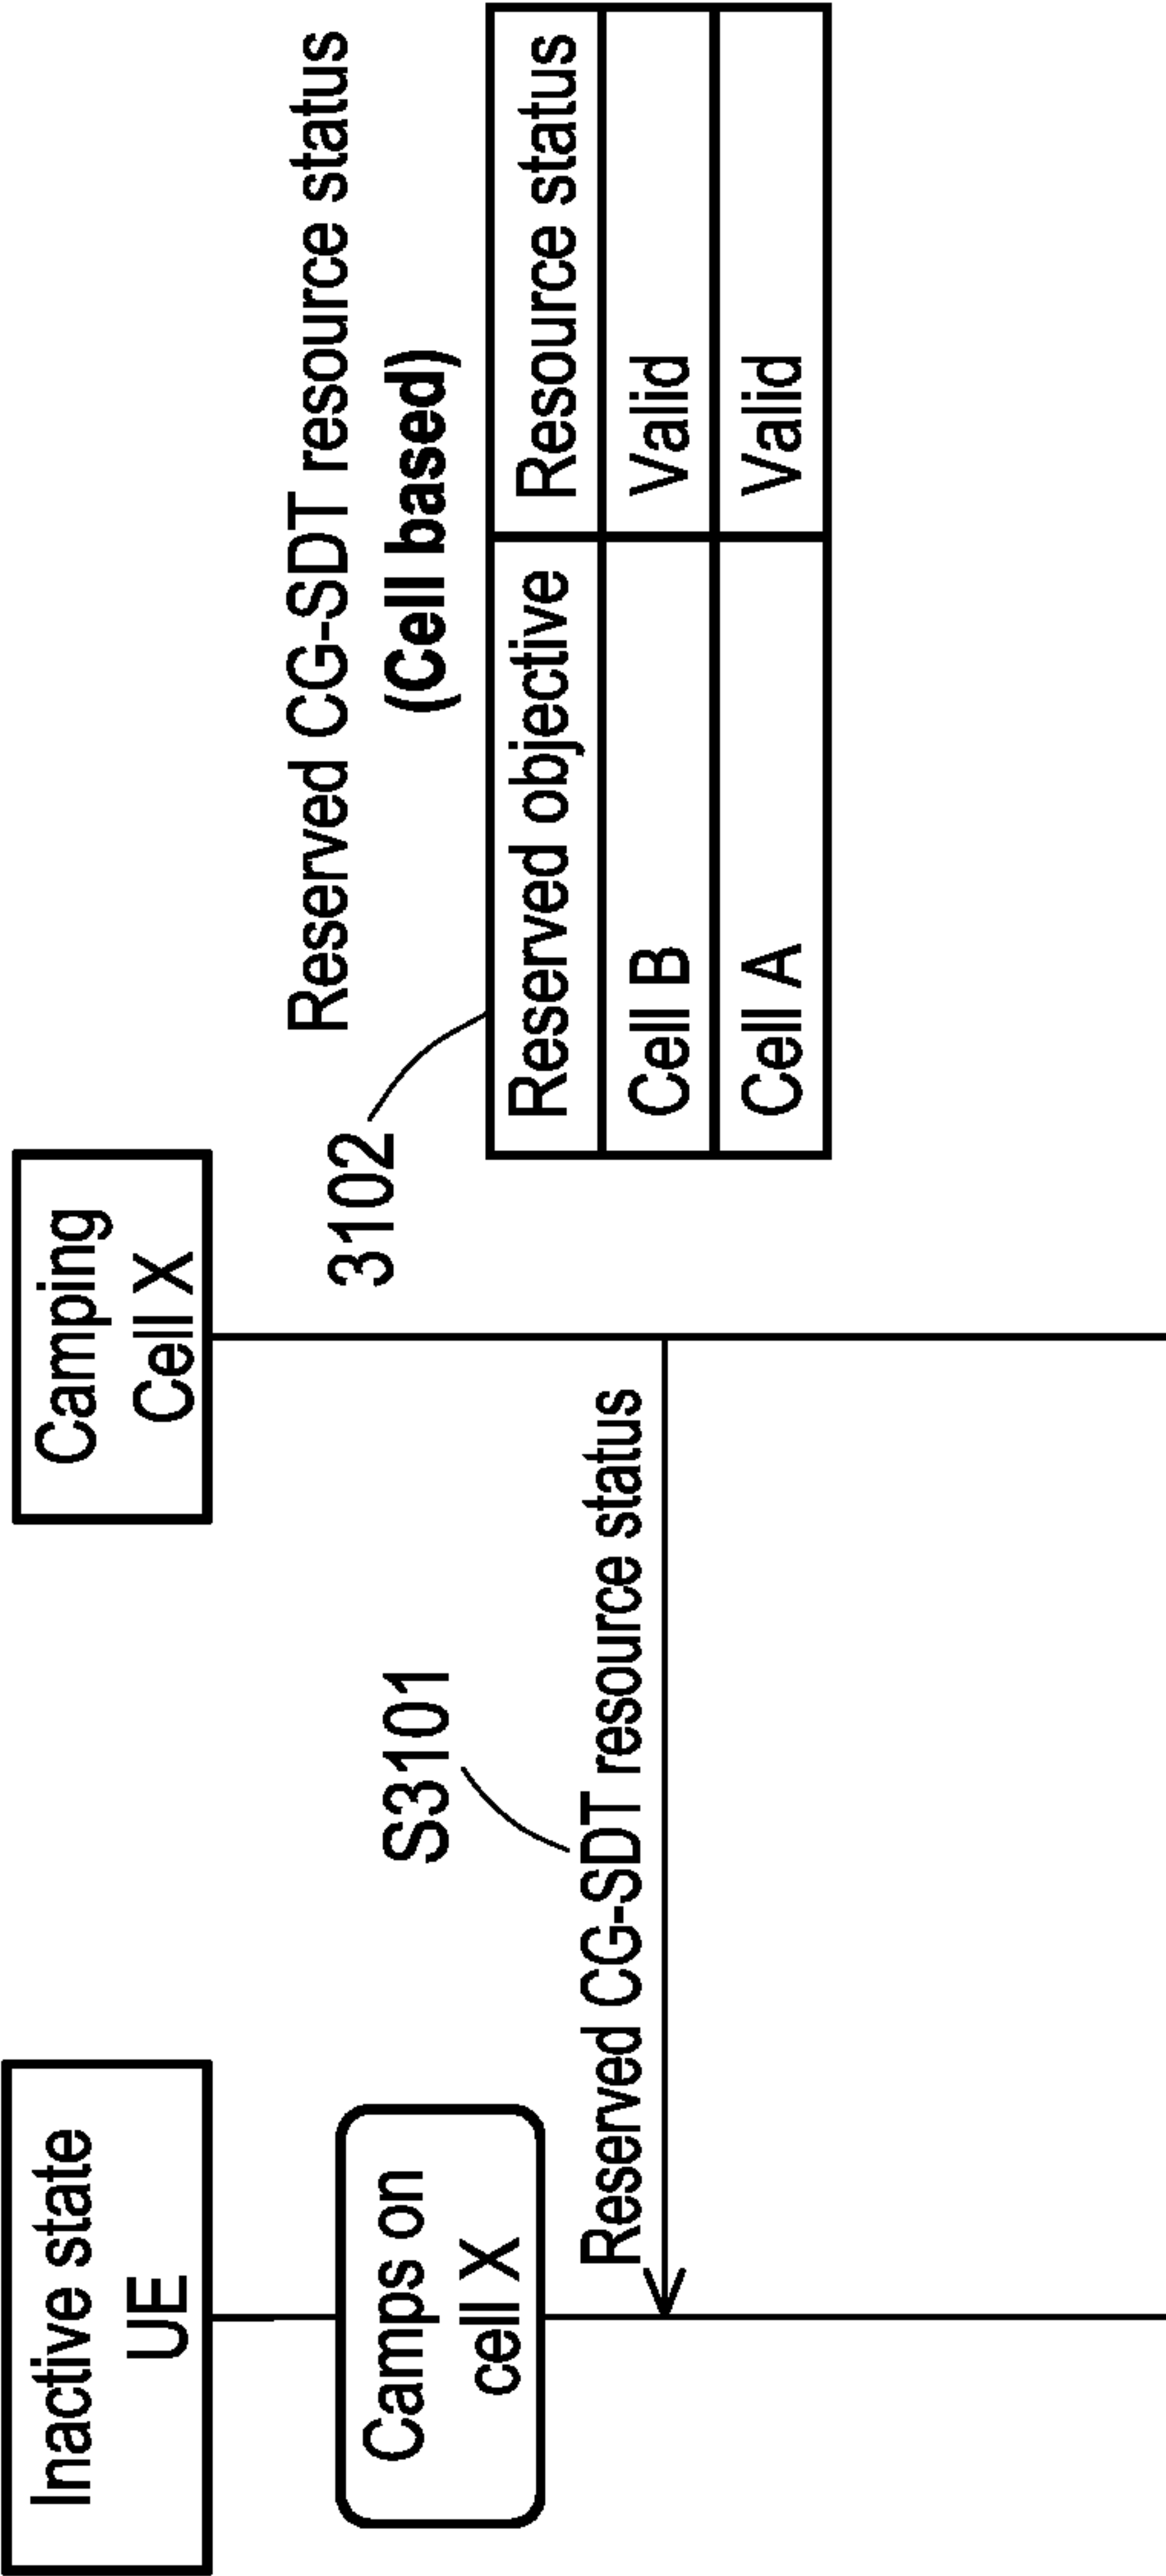 Inactive state
UE
Camping
Cell X
Camps on
cell X
S3101
Reserved CG-SDT resource status
3102
Reserved CG-SDT resource status
(Cell based)
Reserved objective Resource status
Cell B Valid
Cell A Valid